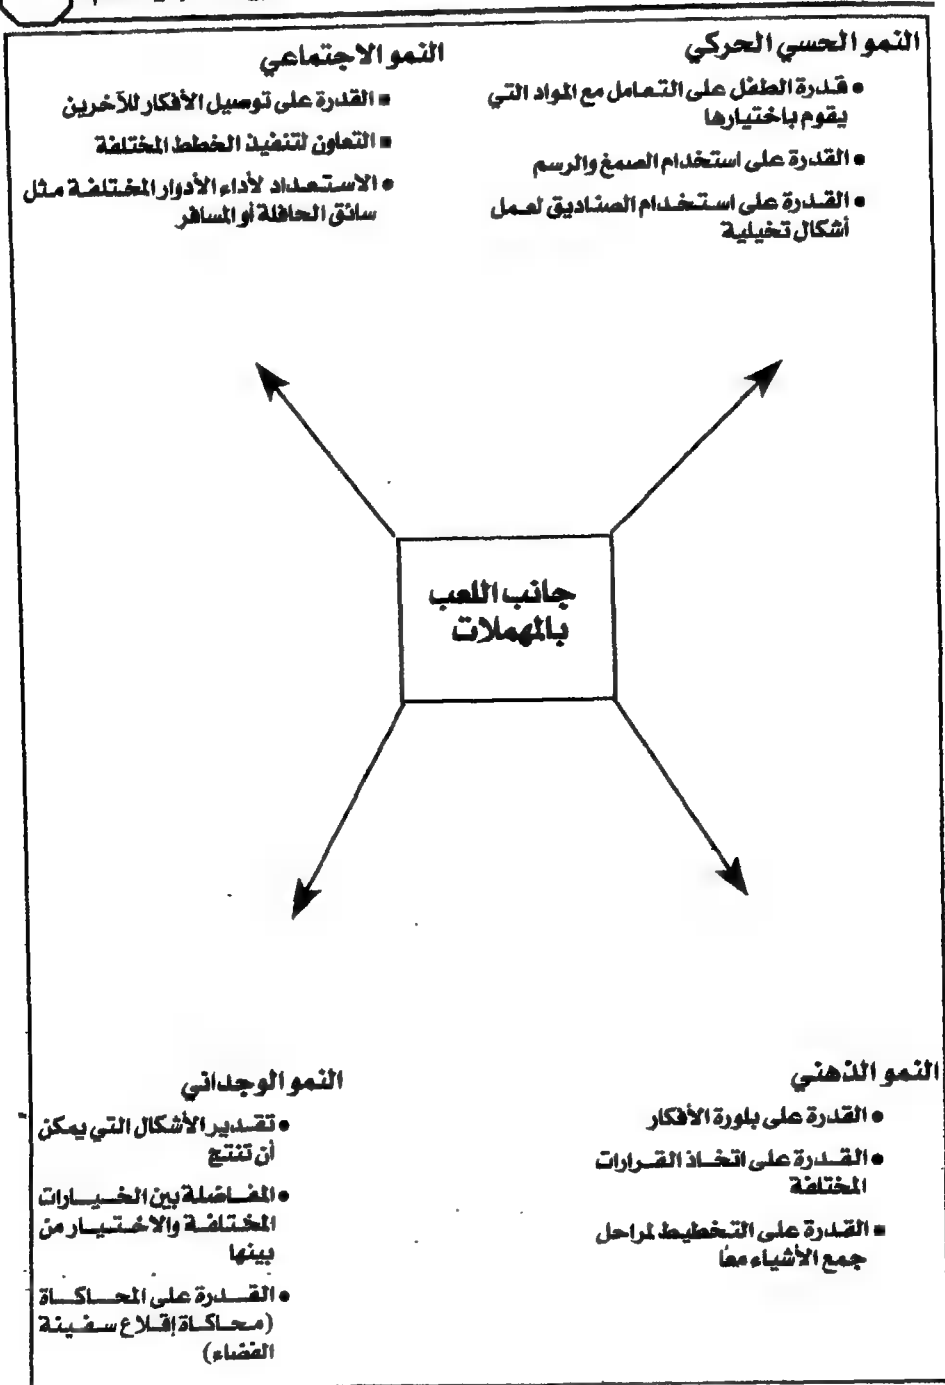 النمو الحسي الحركي
• قدرة الطفل على التعامل مع المواد التي
يقوم باختيارها
• القدرة على استخدام الصمغ والرسم
• القدرة على استخدام الصناديق لعمل
أشكال تخيلية
النمو الاجتماعي
• القدرة على توصيل الأفكار للآخرين
• التعاون لتنفيذ الخطط المختلفة
• الاستعداد لأداء الأدوار المختلفة مثل
سائق الحافلة أو المسافر
جانب اللعب
بالمهملات
النمو الذهني
• القدرة على بلورة الأفكار
• القدرة على اتخاذ القرارات
المختلفة
• القدرة على التخطيط لمراحل
جمع الأشياء معًا
النمو الوجداني
• تقدير الأشكال التي يمكن
أن تنتج
• المفاضلة بين الخيارات
المختلفة والاختيار من
بينها
• القدرة على المحاكاة
(محاكاة إقلاع سفينة
الفضاء)